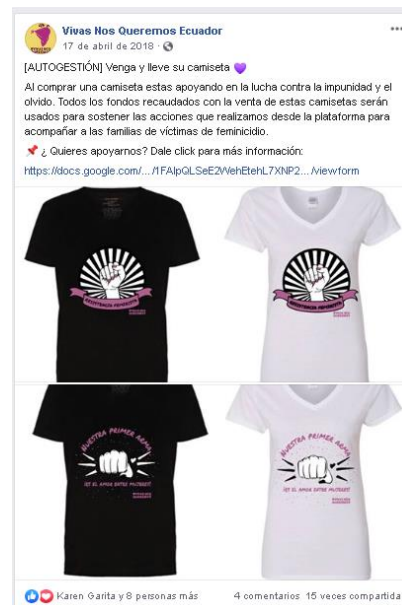 Vivas Nos Queremos Ecuador
17 de abril de 2018
[AUTOGESTIÓN] Venga y lleve su camiseta
Al comprar una camiseta estas apoyando en la lucha contra la impunidad y el
olvido. Todos los fondos recaudados con la venta de estas camisetas serán
usados para sostener las acciones que realizamos desde la plataforma para
acompañar a las familias de víctimas de feminicidio.
¿ Quieres apoyarnos? Dale click para más información:
https://docs.google.com/.../1FAIpQLSeE2WehEtehL7XNP2.../viewform
RESISTENCIA FEMINISTA
RESISTENCIA FEMINISTA
NUESTRA PRIMER ARMA
¡ES EL AMOR ENTRE MUJERES!
NUESTRA PRIMER ARMA
¡ES EL AMOR ENTRE MUJERES!
Karen Garita y 8 personas más
4 comentarios 15 veces compartida